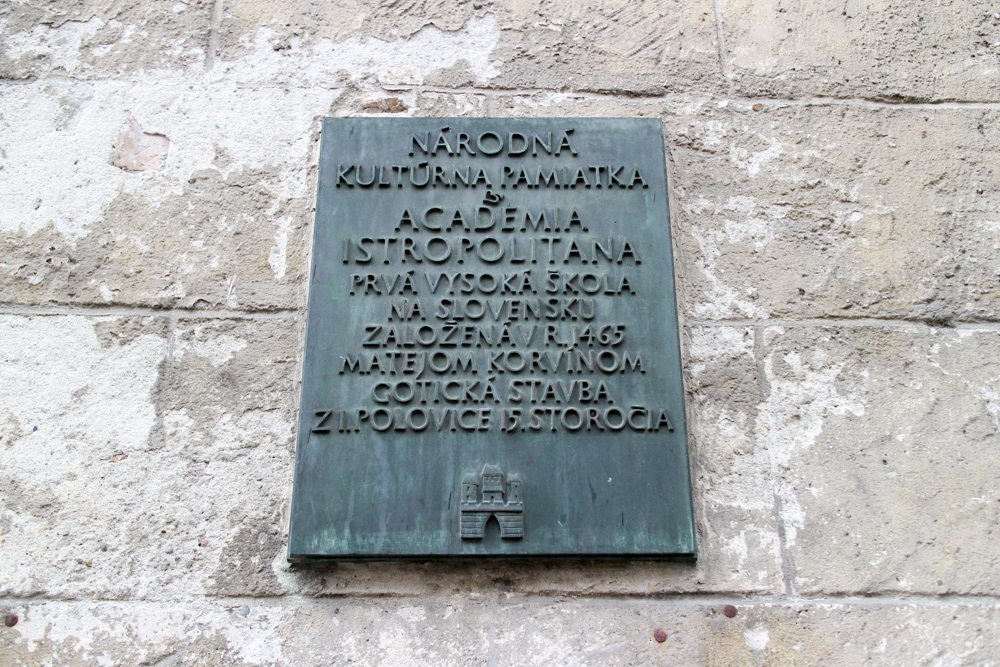 NÁRODNÁ
KULTÚRNA PAMIATKA
ACADEMIA
ISTROPOLITANA
PRVÁ VYSOKÁ ŠKOLA
NA SLOVENSKU
ZALOŽENÁ V R. 1465
MATEJOM KORVÍNOM
GOTICKÁ STAVBA
Z II. POLOVICE 15. STOROČIA